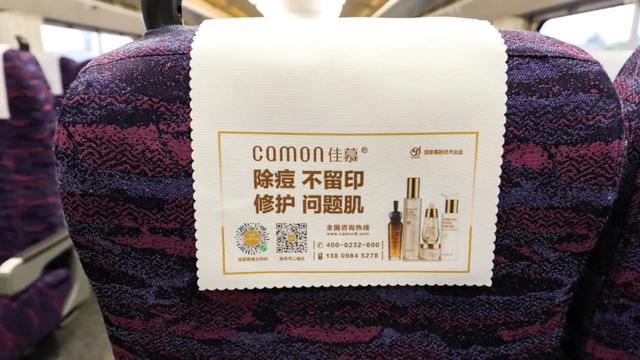 camon佳慕®
国家高新技术企业
除痘 不留印
修护 问题肌
全国咨询热线
www.camon8.com
400-0232-600
138 0984 5278